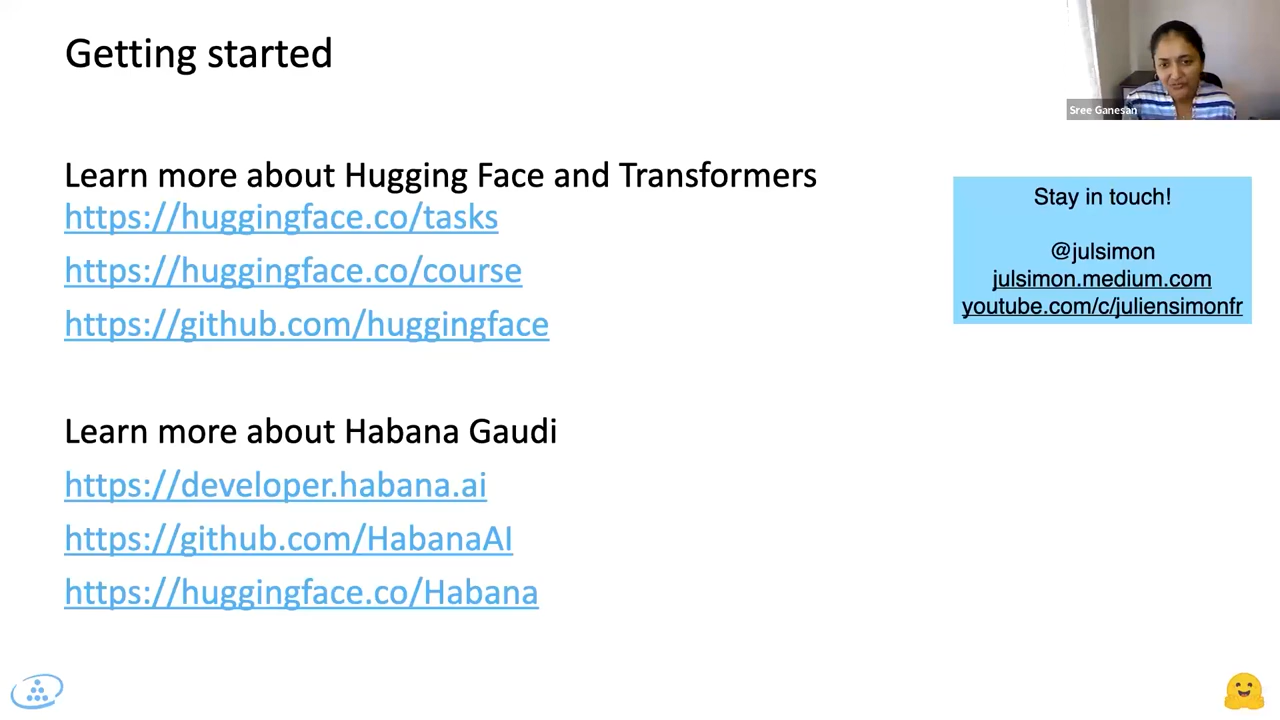 Getting started
Sree Ganesan
Learn more about Hugging Face and Transformers
https://huggingface.co/tasks
https://huggingface.co/course
https://github.com/huggingface
Stay in touch!
@julsimon
julsimon.medium.com
youtube.com/c/juliensimonfr
Learn more about Habana Gaudi
https://developer.habana.ai
https://github.com/HabanaAI
https://huggingface.co/Habana